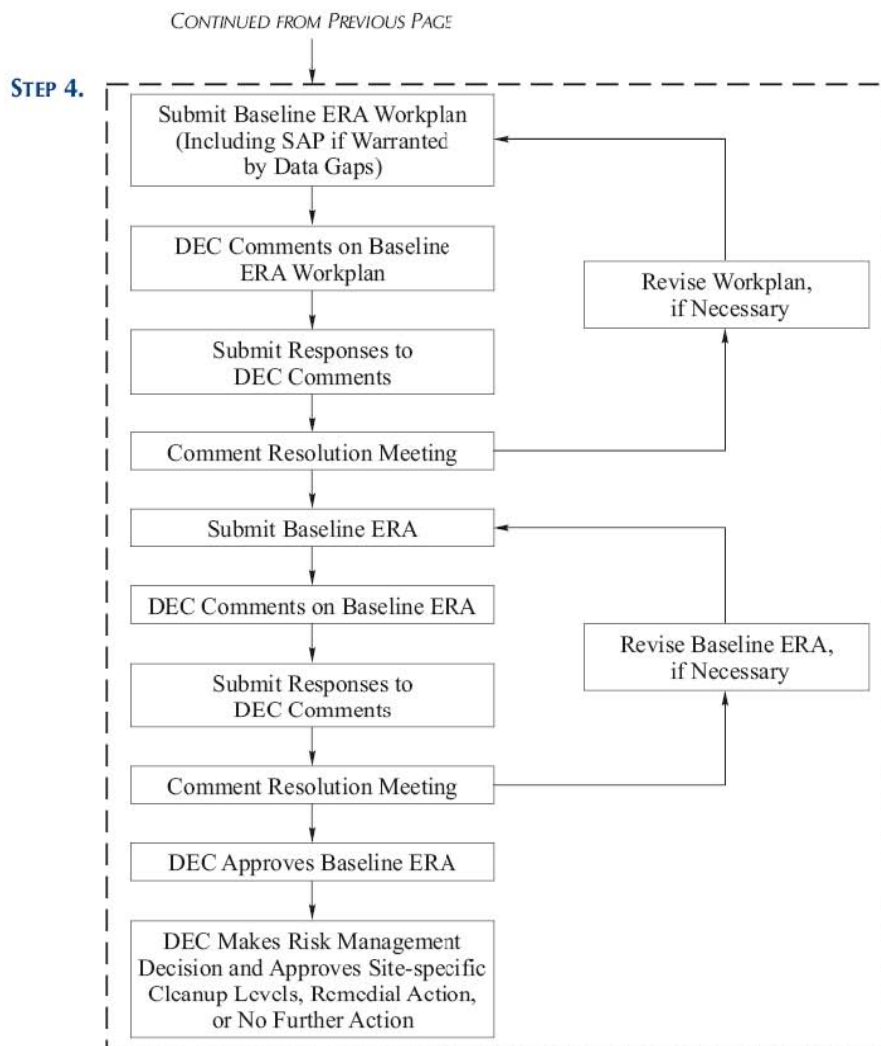 CONTINUED FROM PREVIOUS PAGE
STEP 4.
Submit Baseline ERA Workplan
(Including SAP if Warranted
by Data Gaps)
DEC Comments on Baseline
ERA Workplan
Revise Workplan,
if Necessary
Submit Responses to
DEC Comments
Comment Resolution Meeting
Submit Baseline ERA
DEC Comments on Baseline ERA
Revise Baseline ERA,
if Necessary
Submit Responses to
DEC Comments
Comment Resolution Meeting
DEC Approves Baseline ERA
DEC Makes Risk Management
Decision and Approves Site-specific
Cleanup Levels, Remedial Action,
or No Further Action